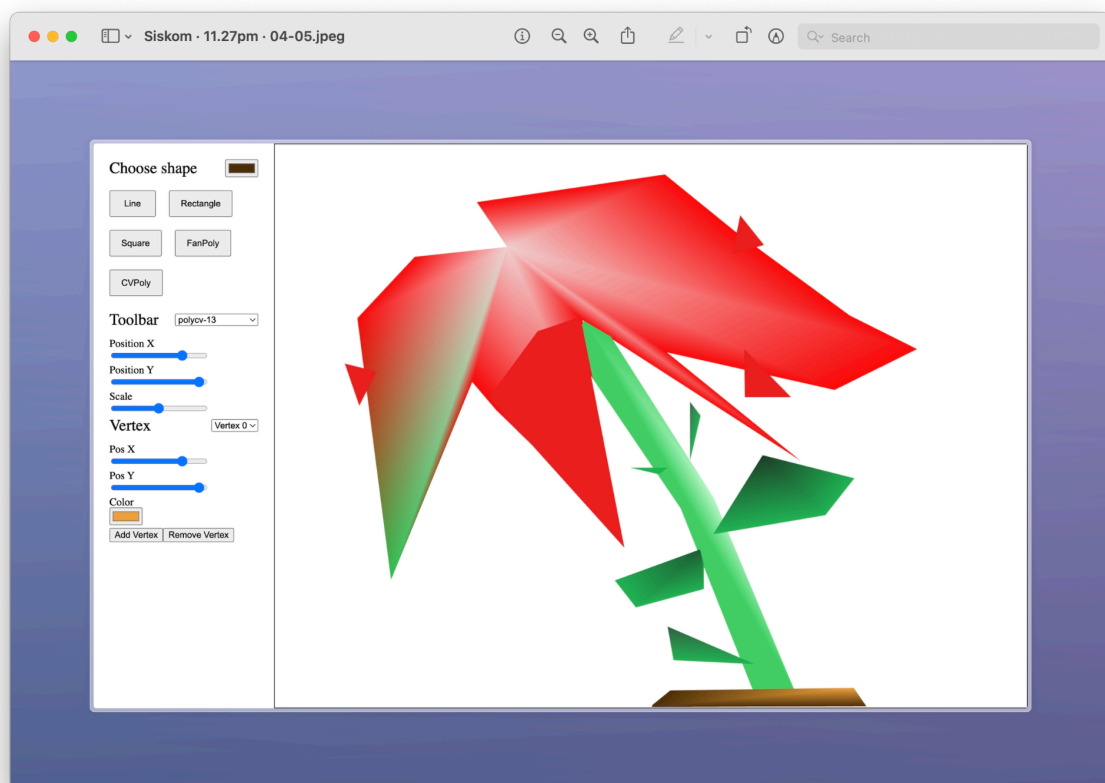 Siskom · 11.27pm · 04-05.jpeg
Search
Choose shape
Line
Rectangle
Square
FanPoly
CVPoly
Toolbar
polycv-13
Position X
Position Y
Scale
Vertex
Vertex 0
Pos X
Pos Y
Color
Add Vertex
Remove Vertex